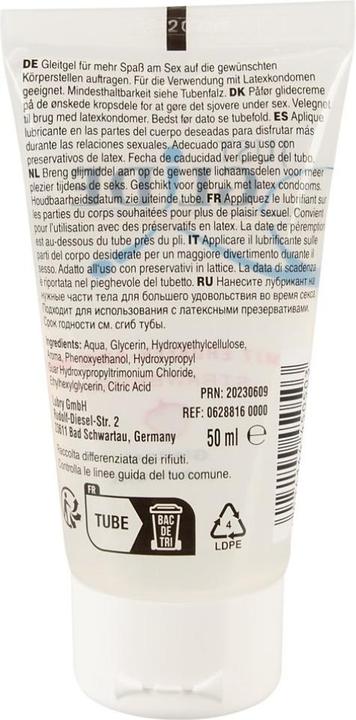 DE Gleitgel für mehr Spaß am Sex auf die gewünschten
Körperstellen auftragen. Für die Verwendung mit Latexkondomen
geeignet. Mindesthaltbarkeit siehe Tubenfalz. DK Påfør glidecreme
på de ønskede kropsdele for at gøre det sjovere under sex. Velegnet
til brug med latexkondomer. Bedst før dato se tubefold. ES Aplique
lubricante en las partes del cuerpo deseadas para disfrutar más
durante las relaciones sexuales. Adecuado para su uso con
preservativos de látex. Fecha de caducidad ver pliegue del tubo.
NL Breng glijmiddel aan op de gewenste lichaamsdelen voor meer
plezier tijdens de seks. Geschikt voor gebruik met latex condooms.
Houdbaarheidsdatum zie uiteinde tube. FR Appliquez le lubrifiant sur
les parties du corps souhaitées pour plus de plaisir sexuel. Convient
pour l'utilisation avec des préservatifs en latex. La date de péremption
est au-dessous du tube près du pli. IT Applicare il lubrificante sulle
parti del corpo desiderate per un maggiore divertimento durante il
sesso. Adatto all'uso con preservativi in lattice. La data di scadenza
è riportata nel pieghevole del tubetto. RU Нанесите лубрикант на
нужные части тела для большего удовольствия во время секса.
Подходит для использования с латексными презервативами.
Срок годности см. сгиб тубы.
Ingredients: Aqua, Glycerin, Hydroxyethylcellulose,
Aroma, Phenoxyethanol, Hydroxypropyl
Guar Hydroxypropyltrimonium Chloride,
Ethylhexylglycerin, Citric Acid
Lubry GmbH
Rudolf-Diesel-Str. 2
23611 Bad Schwartau, Germany
PRN: 20230609
REF: 0628816 0000
50 ml e
Raccolta differenziata dei rifiuti.
Controlla le linee guida del tuo comune.
FR
TUBE
BAC
DE
TRI
4
LDPE